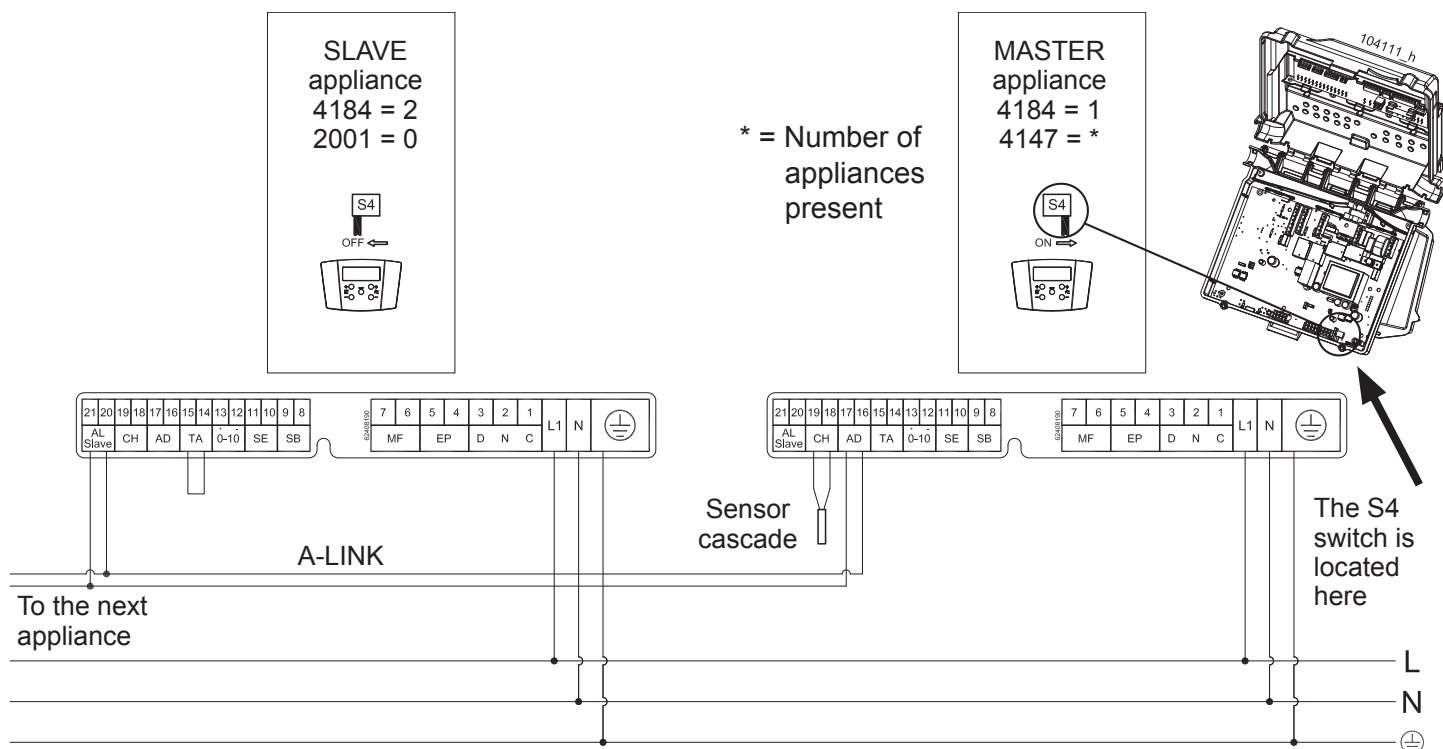 SLAVE
appliance
4184 = 2
2001 = 0
S4
OFF
MASTER
appliance
4184 = 1
4147 = *
* = Number of
appliances
present
S4
ON
104111_h
21 20 19 18 17 16 15 14 13 12 11 10 9 8
AL
Slave CH AD TA 0-10 SE SB
+ -
62408190
7 6 5 4 3 2 1
MF EP D N C
L1 N
21 20 19 18 17 16 15 14 13 12 11 10 9 8
AL
Slave CH AD TA 0-10 SE SB
+ -
62408190
7 6 5 4 3 2 1
MF EP D N C
L1 N
Sensor
cascade
The S4
switch is
located
here
A-LINK
To the next
appliance
L
N